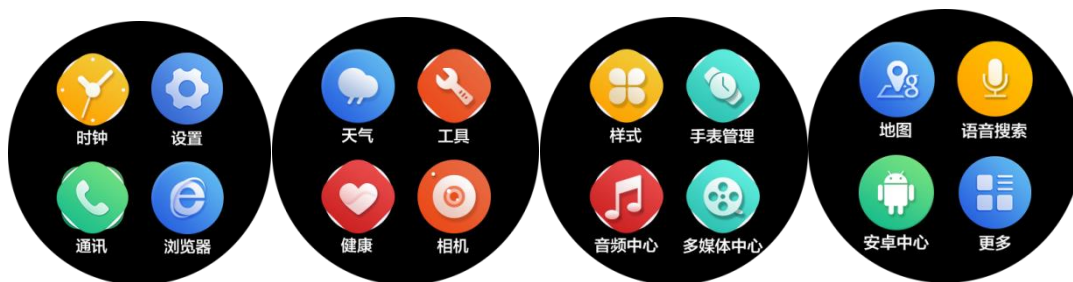 时钟 设置
通讯 浏览器
天气 工具
健康 相机
样式 手表管理
音频中心 多媒体中心
g
地图 语音搜索
安卓中心 更多